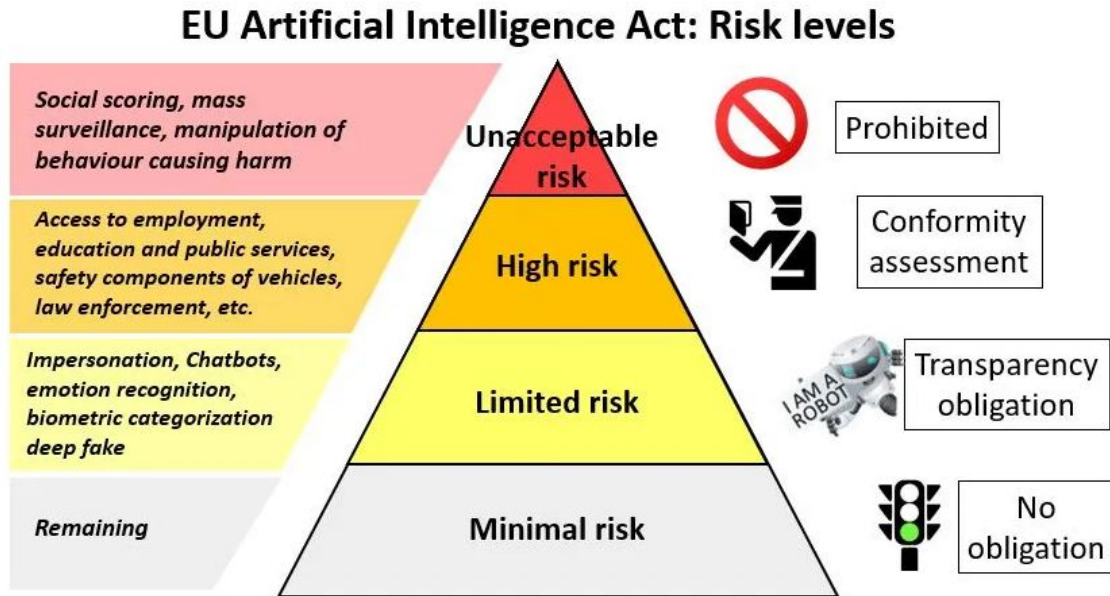 EU Artificial Intelligence Act: Risk levels
Social scoring, mass
surveillance, manipulation of
behaviour causing harm
Unacceptable
risk
Prohibited
Access to employment,
education and public services,
safety components of vehicles,
law enforcement, etc.
High risk
Conformity
assessment
Impersonation, Chatbots,
emotion recognition,
biometric categorization
deep fake
Limited risk
I AM A
ROBOT
Transparency
obligation
Remaining
Minimal risk
No
obligation